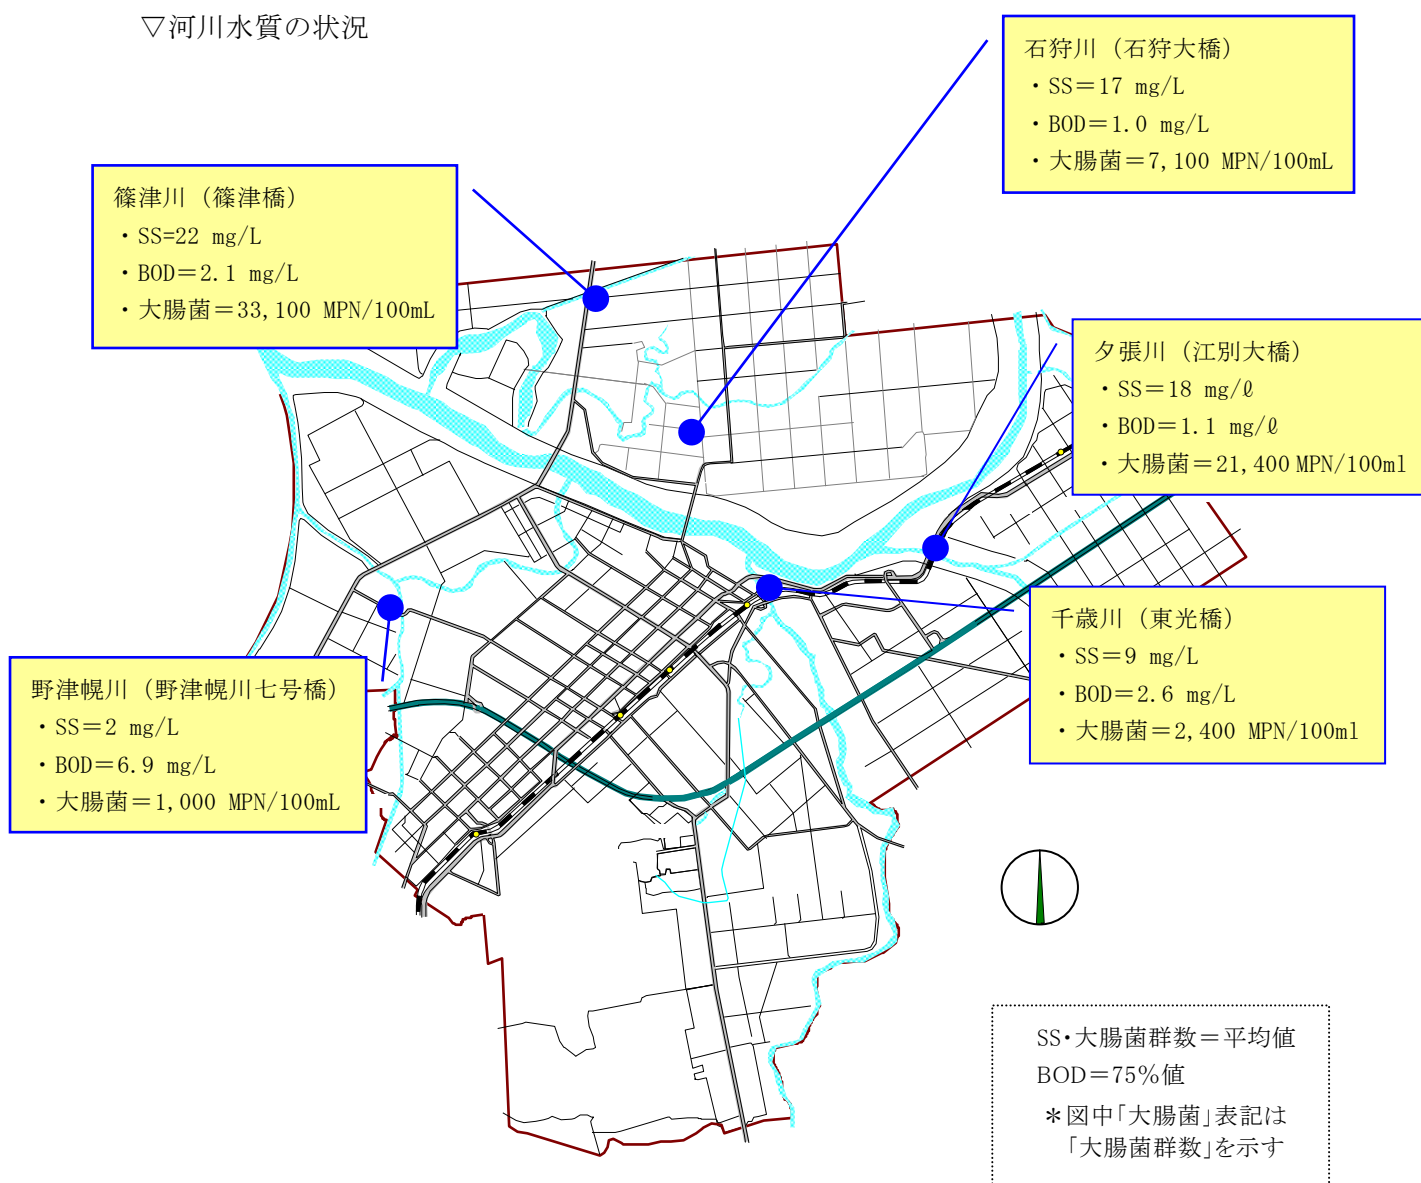 ▽河川水質の状況
石狩川（石狩大橋）
・SS＝17 mg/L
・BOD＝1.0 mg/L
・大腸菌＝7,100 MPN/100mL
篠津川（篠津橋）
・SS=22 mg/L
・BOD＝2.1 mg/L
・大腸菌＝33,100 MPN/100mL
夕張川（江別大橋）
・SS＝18 mg/ℓ
・BOD＝1.1 mg/ℓ
・大腸菌＝21,400 MPN/100ml
千歳川（東光橋）
・SS＝9 mg/L
・BOD＝2.6 mg/L
・大腸菌＝2,400 MPN/100ml
野津幌川（野津幌川七号橋）
・SS＝2 mg/L
・BOD＝6.9 mg/L
・大腸菌＝1,000 MPN/100mL
SS・大腸菌群数＝平均値
BOD＝75%値
＊図中「大腸菌」表記は
「大腸菌群数」を示す